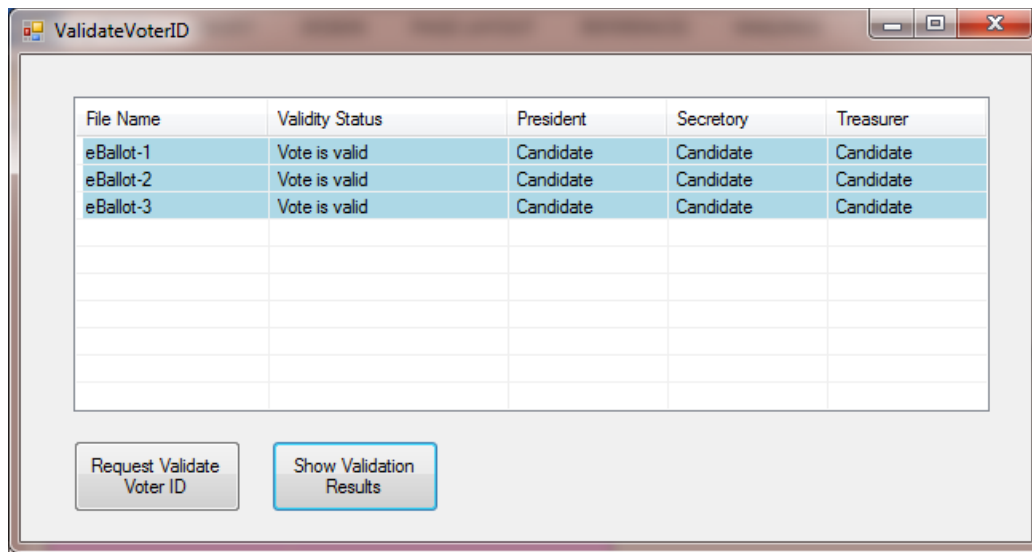 ValidateVoterID
File Name Validity Status President Secretory Treasurer
eBallot-1 Vote is valid Candidate Candidate Candidate
eBallot-2 Vote is valid Candidate Candidate Candidate
eBallot-3 Vote is valid Candidate Candidate Candidate
Request Validate
Voter ID
Show Validation
Results